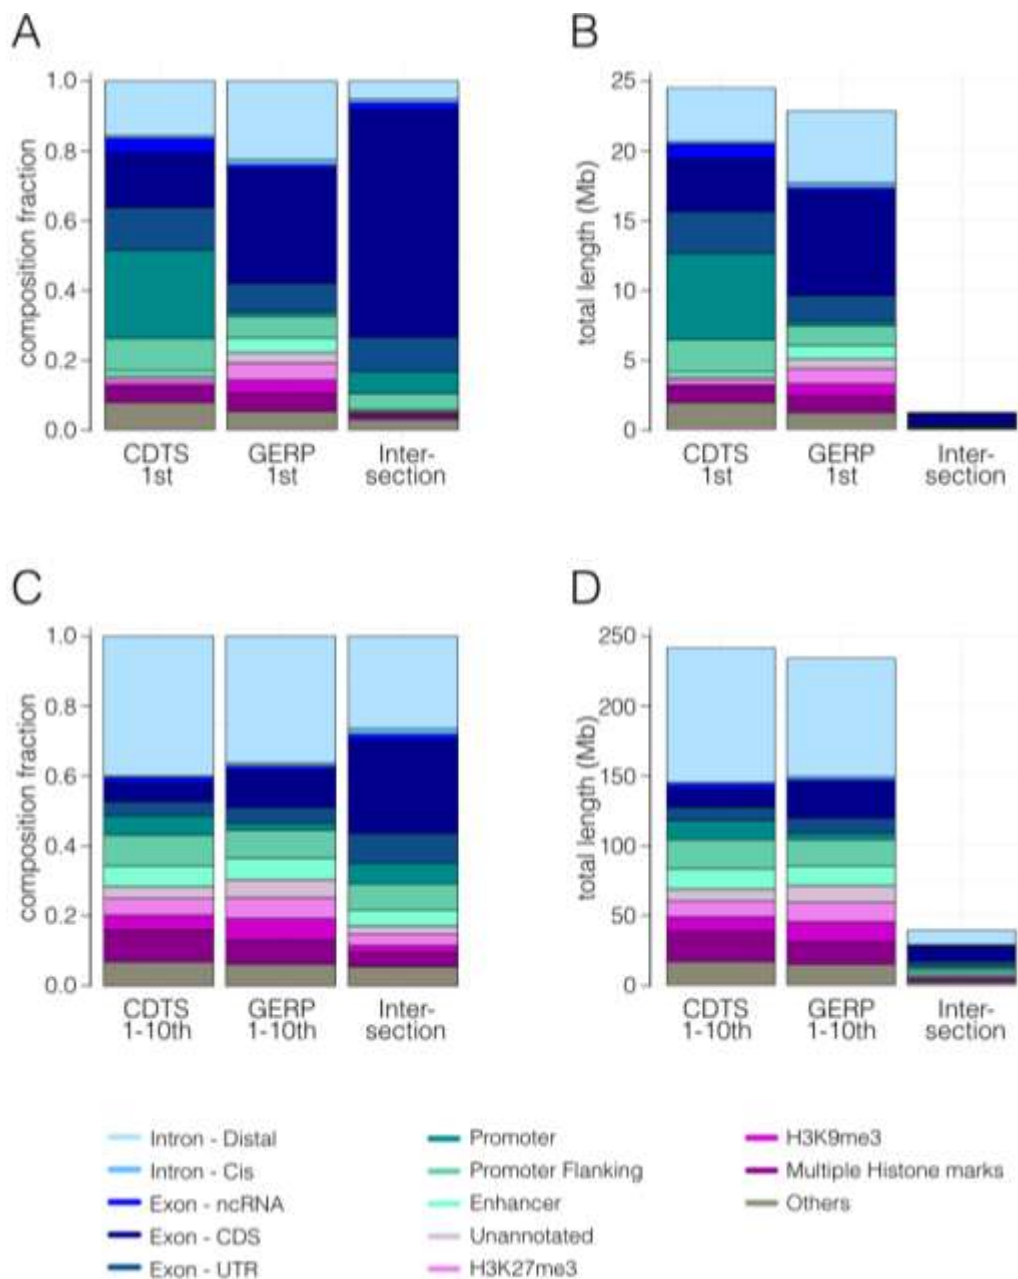 A
B
1.0
0.8
0.6
0.4
0.2
0.0
composition fraction
CDTS
1st
GERP
1st
Inter-
section
25
20
15
10
5
0
total length (Mb)
CDTS
1st
GERP
1st
Inter-
section
C
D
1.0
0.8
0.6
0.4
0.2
0.0
composition fraction
CDTS
1-10th
GERP
1-10th
Inter-
section
250
200
150
100
50
0
total length (Mb)
CDTS
1-10th
GERP
1-10th
Inter-
section
Intron - Distal
Intron - Cis
Exon - ncRNA
Exon - CDS
Exon - UTR
Promoter
Promoter Flanking
Enhancer
Unannotated
H3K27me3
H3K9me3
Multiple Histone marks
Others